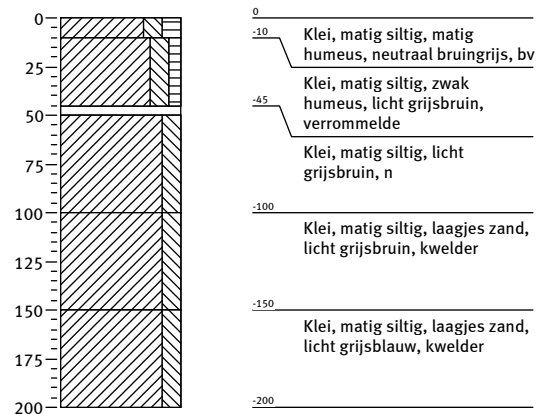 0
25
50
75
100
125
150
175
200
0
-10
Klei, matig siltig, matig
humeus, neutraal bruingrijs, bv
Klei, matig siltig, zwak
humeus, licht grijsbruin,
verrommelde
-45
Klei, matig siltig, licht
grijsbruin, n
-100
Klei, matig siltig, laagjes zand,
licht grijsbruin, kwelder
-150
Klei, matig siltig, laagjes zand,
licht grijsblauw, kwelder
-200